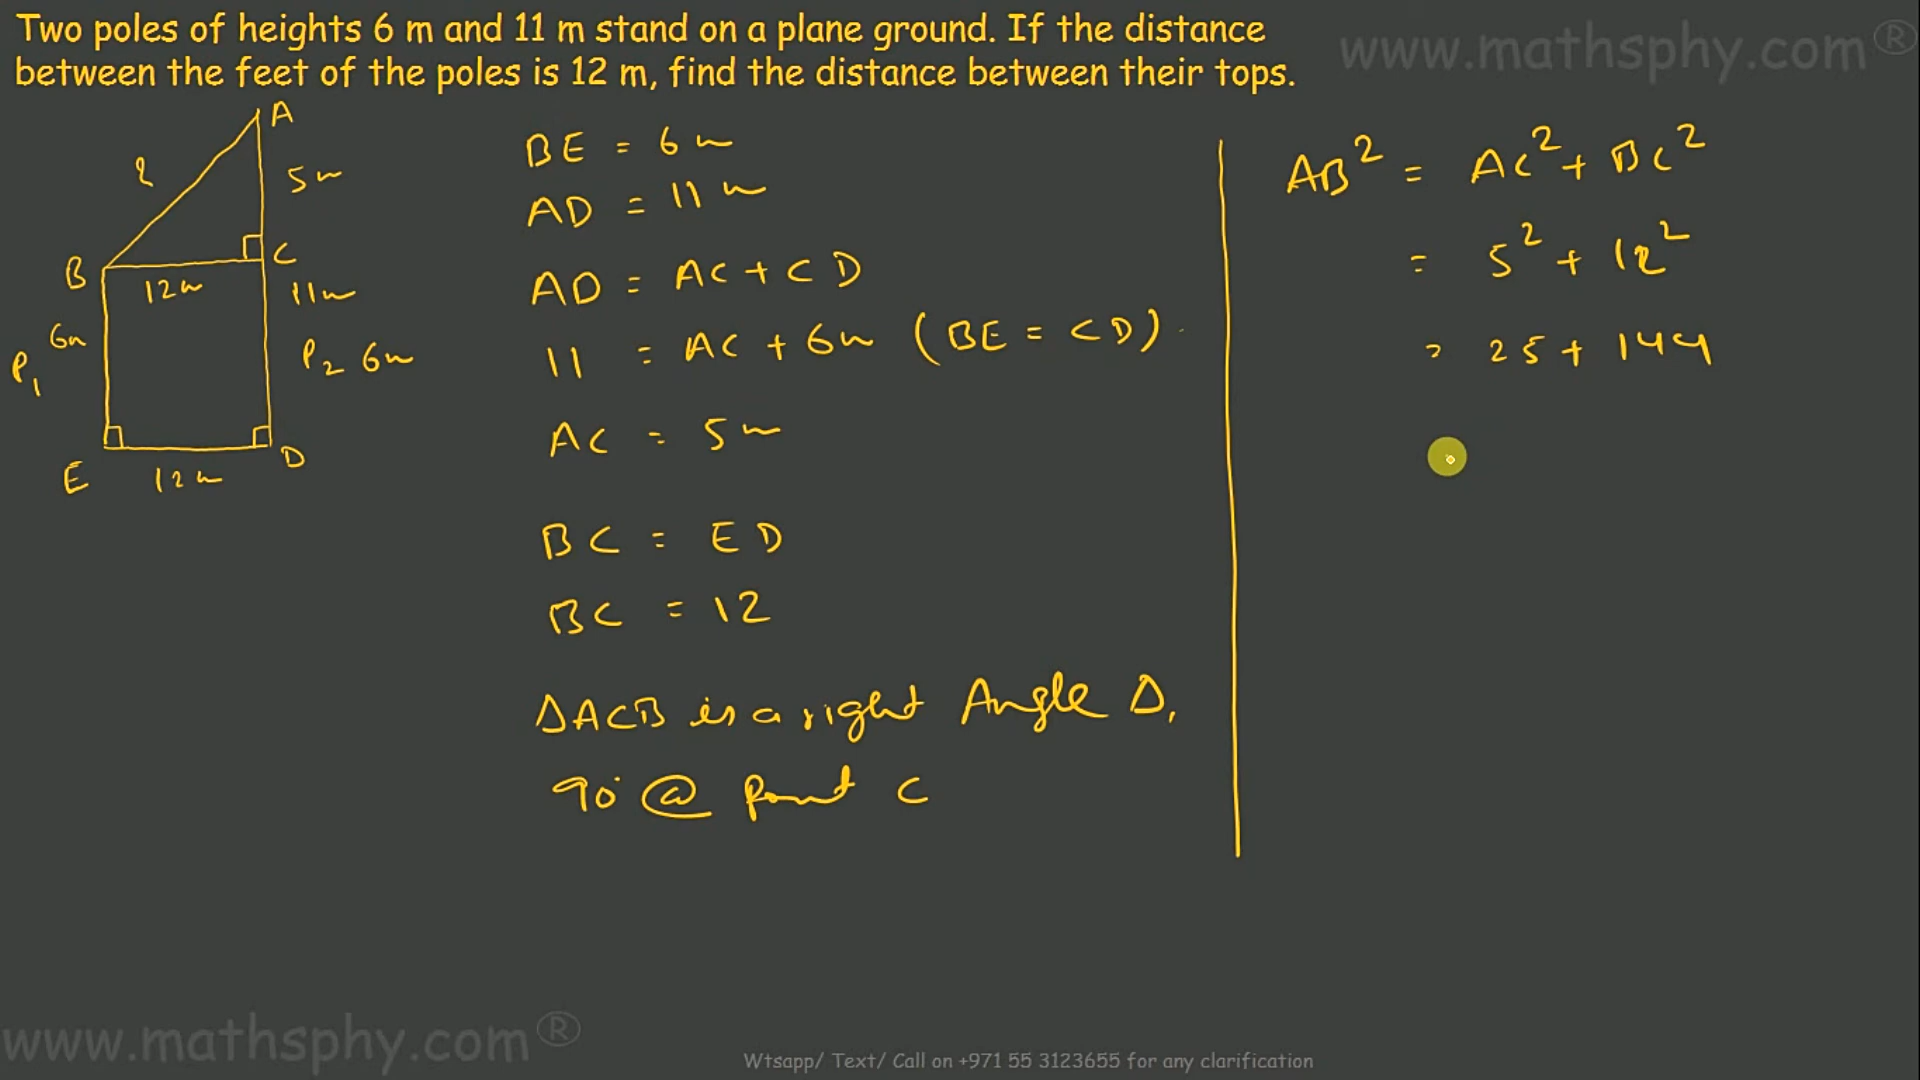 Two poles of heights 6 m and 11 m stand on a plane ground. If the distance
between the feet of the poles is 12 m, find the distance between their tops.
www.mathsphy.com®
A
?
5m
B
C
12m
11m
6m
P1
P2 6m
E
12m
D
BE = 6m
AD = 11m
AD = AC + CD
11 = AC + 6m (BE = CD)
AC = 5m
BC = ED
BC = 12
ΔACB is a right Angle Δ,
90° @ point C
AB² = AC² + BC²
= 5² + 12²
= 25 + 144
www.mathsphy.com®
Wtsapp/ Text/ Call on +971 55 3123655 for any clarification